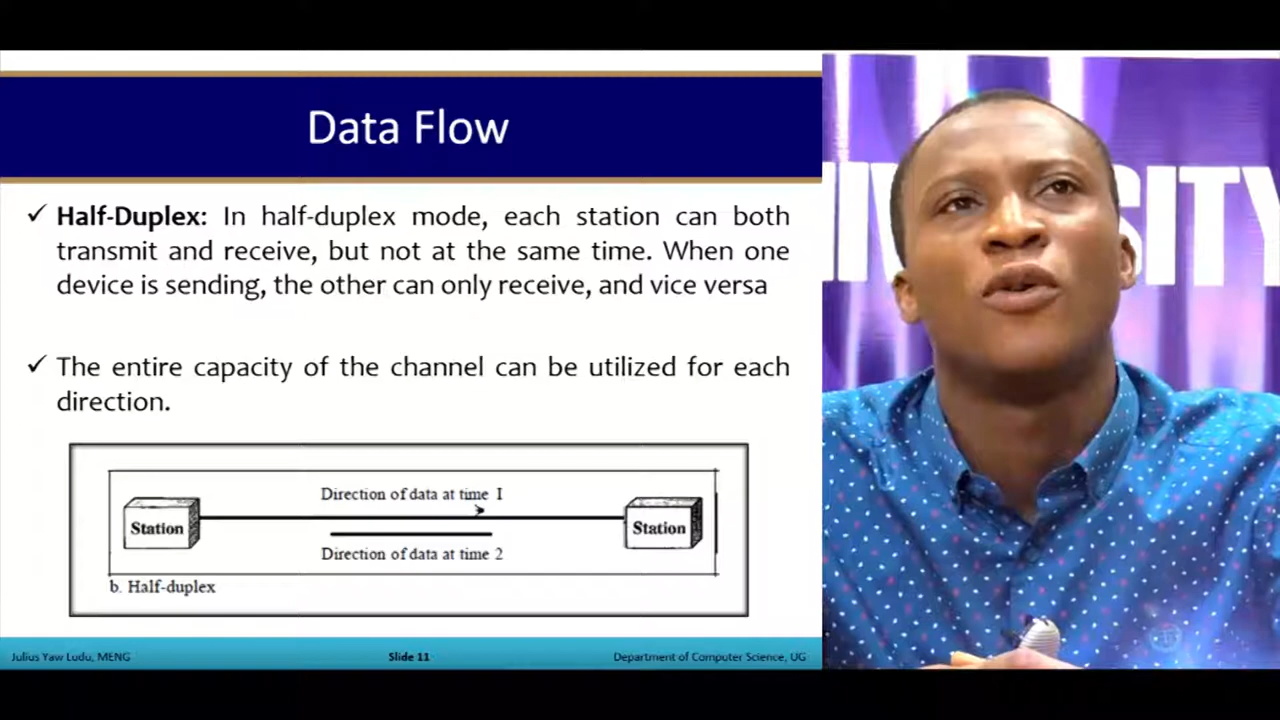 Data Flow
✓ Half-Duplex: In half-duplex mode, each station can both
transmit and receive, but not at the same time. When one
device is sending, the other can only receive, and vice versa
✓ The entire capacity of the channel can be utilized for each
direction.
Direction of data at time 1
Station
Station
Direction of data at time 2
b. Half-duplex
Julius Yaw Ludu, MENG
Slide 11
Department of Computer Science, UG